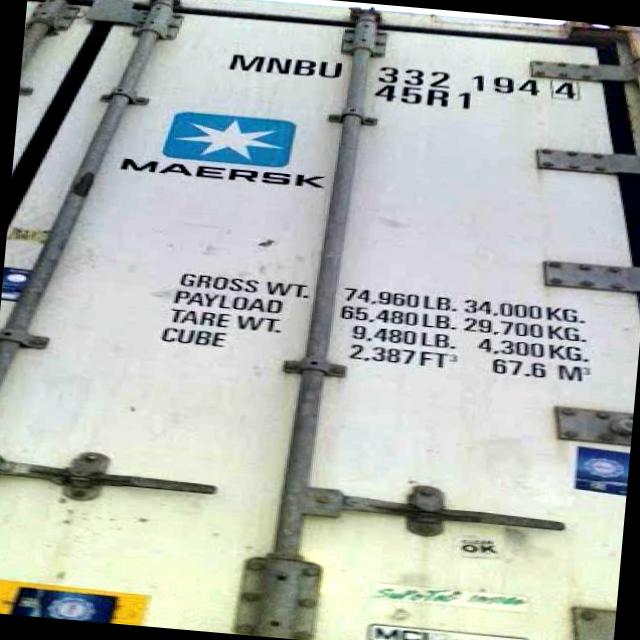 MNBU 332 194 4
45R1
MAERSK
GROSS WT. 74.960 LB. 34.000 KG.
PAYLOAD 65.480 LB. 29.700 KG.
TARE WT. 9.480 LB. 4,300 KG.
CUBE 2.387 FT³ 67.6 M³
OK
MCI